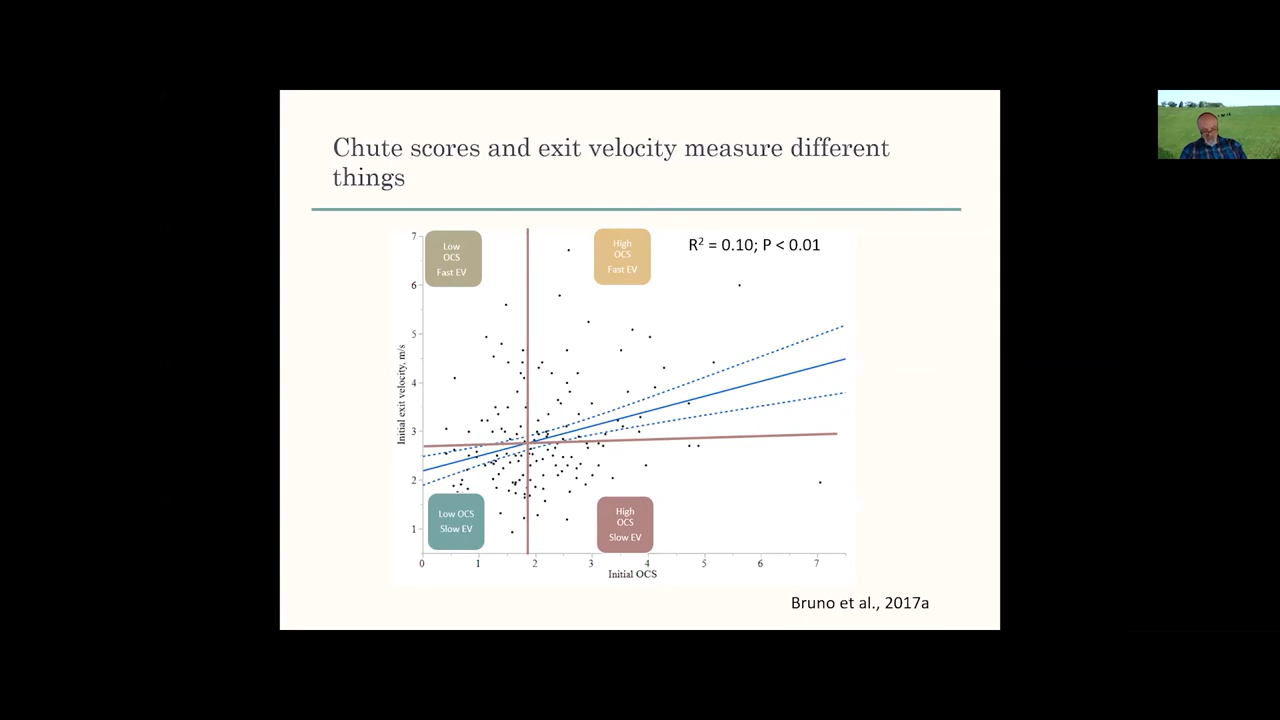 Chute scores and exit velocity measure different
things
R² = 0.10; P < 0.01
Low
OCS
Fast EV
High
OCS
Fast EV
7
6
5
4
3
2
1
Initial exit velocity, m/s
Low OCS
Slow EV
High
OCS
Slow EV
0 1 2 3 4 5 6 7
Initial OCS
Bruno et al., 2017a